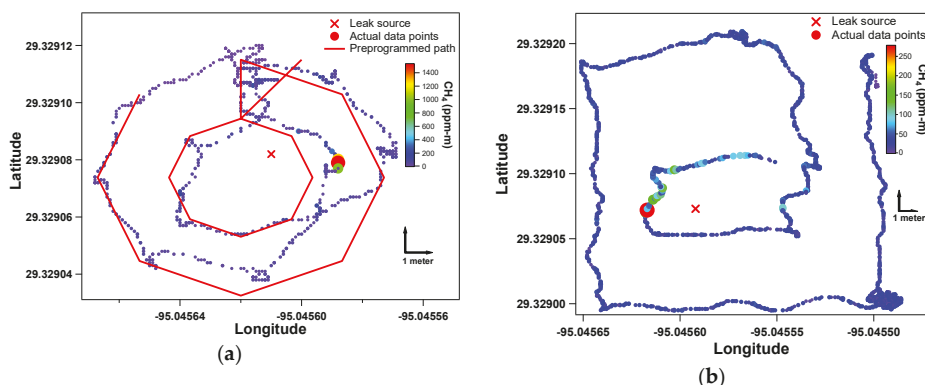 (a)
Leak source
Actual data points
Preprogrammed path
29.32912
29.32910
29.32908
29.32906
29.32904
Latitude
1400
1200
1000
800
600
400
200
0
CH4 (ppm-m)
1 meter
-95.04564
-95.04560
-95.04556
Longitude
(a)
(b)
Leak source
Actual data points
29.32920
29.32915
29.32910
29.32905
29.32900
Latitude
250
200
150
100
50
0
CH4 (ppm-m)
1 meter
-95.04565
-95.04560
-95.04555
-95.04550
Longitude
(b)